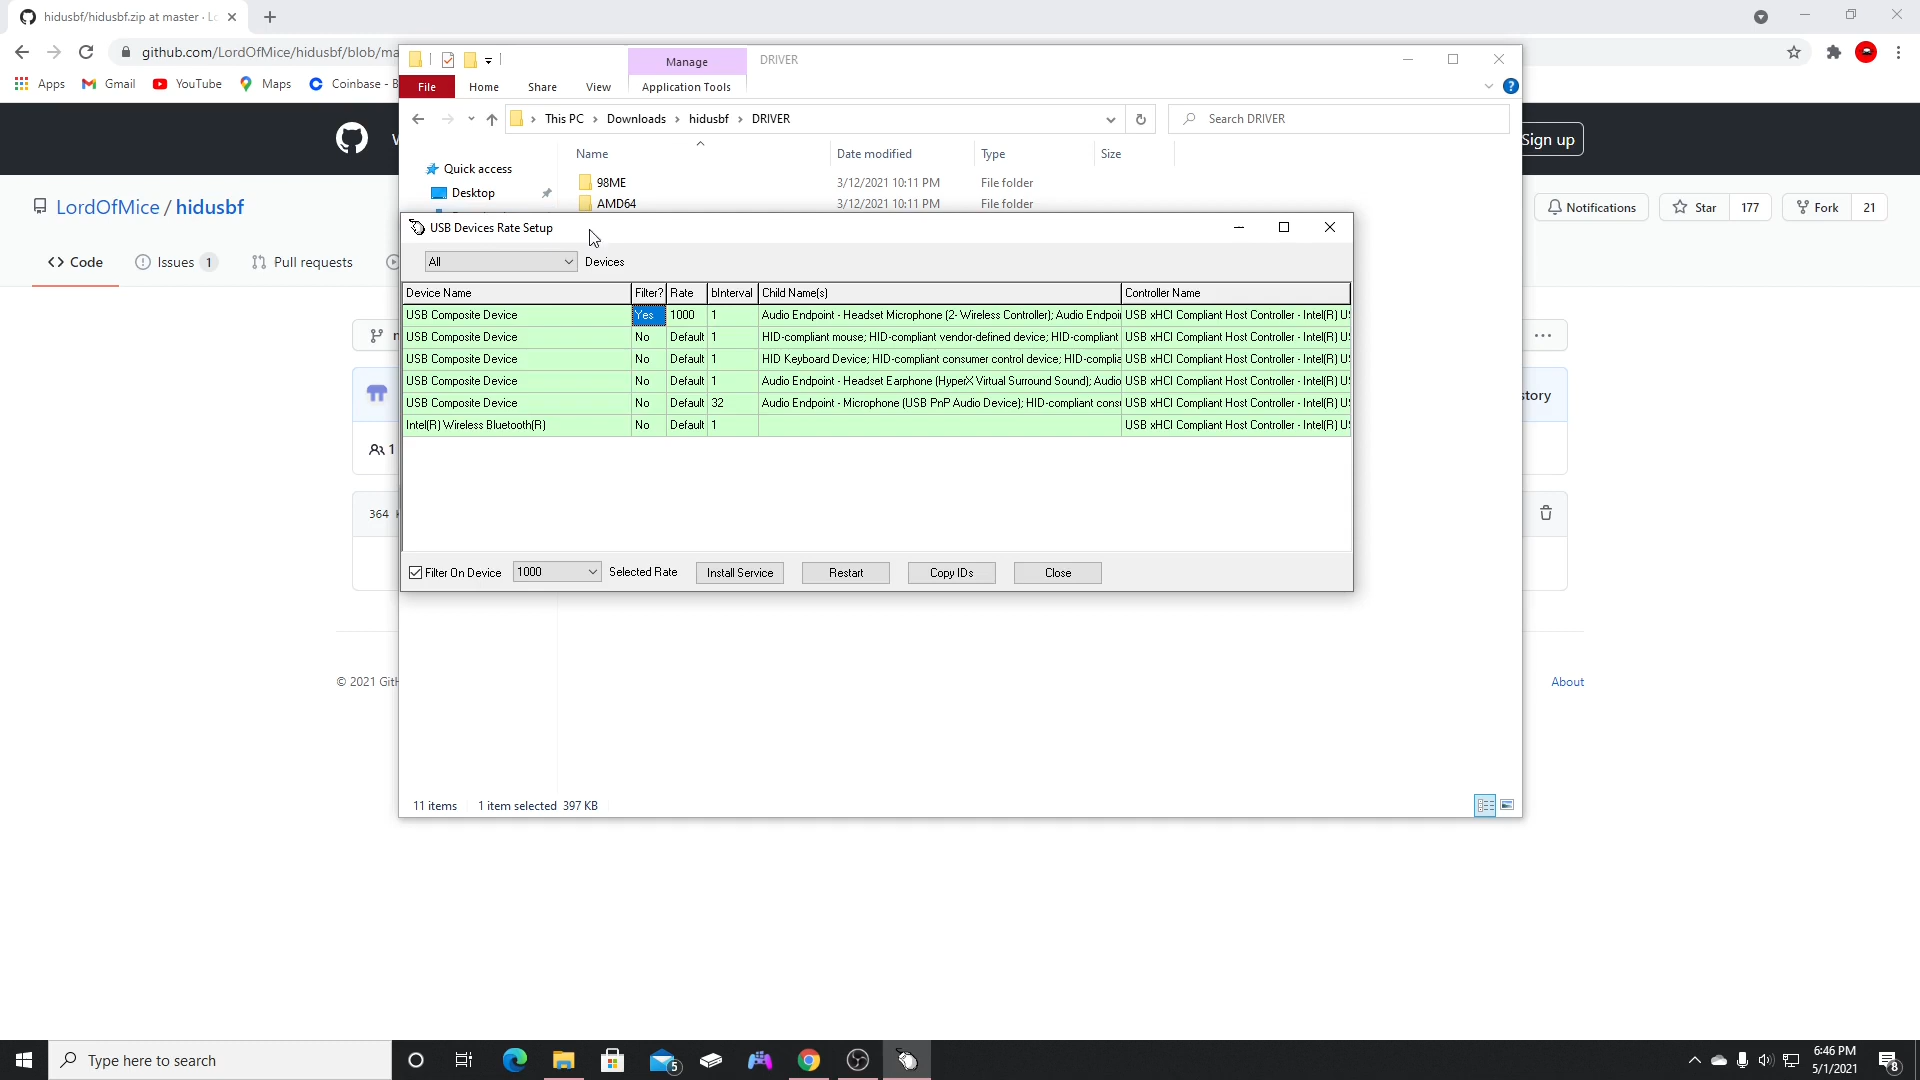 hidusbf/hidusbf.zip at master · Lo
github.com/LordOfMice/hidusbf/blob/ma
Apps
Gmail
YouTube
Maps
Coinbase - B
Manage
DRIVER
File
Home
Share
View
Application Tools
This PC > Downloads > hidusbf > DRIVER
Search DRIVER
Name
Date modified
Type
Size
Quick access
Desktop
98ME
3/12/2021 10:11 PM
File folder
AMD64
3/12/2021 10:11 PM
File folder
Sign up
LordOfMice / hidusbf
Notifications
Star
177
Fork
21
Code
Issues 1
Pull requests
USB Devices Rate Setup
All
Devices
Device Name
Filter?
Rate
bInterval
Child Name(s)
Controller Name
USB Composite Device Yes 1000 1 Audio Endpoint - Headset Microphone (2- Wireless Controller); Audio Endpoi USB xHCI Compliant Host Controller - Intel(R) US
USB Composite Device No Default 1 HID-compliant mouse; HID-compliant vendor-defined device; HID-compliant USB xHCI Compliant Host Controller - Intel(R) US
USB Composite Device No Default 1 HID Keyboard Device; HID-compliant consumer control device; HID-complia USB xHCI Compliant Host Controller - Intel(R) US
USB Composite Device No Default 1 Audio Endpoint - Headset Earphone (HyperX Virtual Surround Sound); Audio USB xHCI Compliant Host Controller - Intel(R) US
USB Composite Device No Default 32 Audio Endpoint - Microphone (USB PnP Audio Device); HID-compliant cons USB xHCI Compliant Host Controller - Intel(R) US
Intel(R) Wireless Bluetooth(R) No Default 1 USB xHCI Compliant Host Controller - Intel(R) US
Filter On Device
1000
Selected Rate
Install Service
Restart
Copy IDs
Close
story
1
364
© 2021 GitH
About
11 items
1 item selected 397 KB
Type here to search
5
6:46 PM
5/1/2021
8